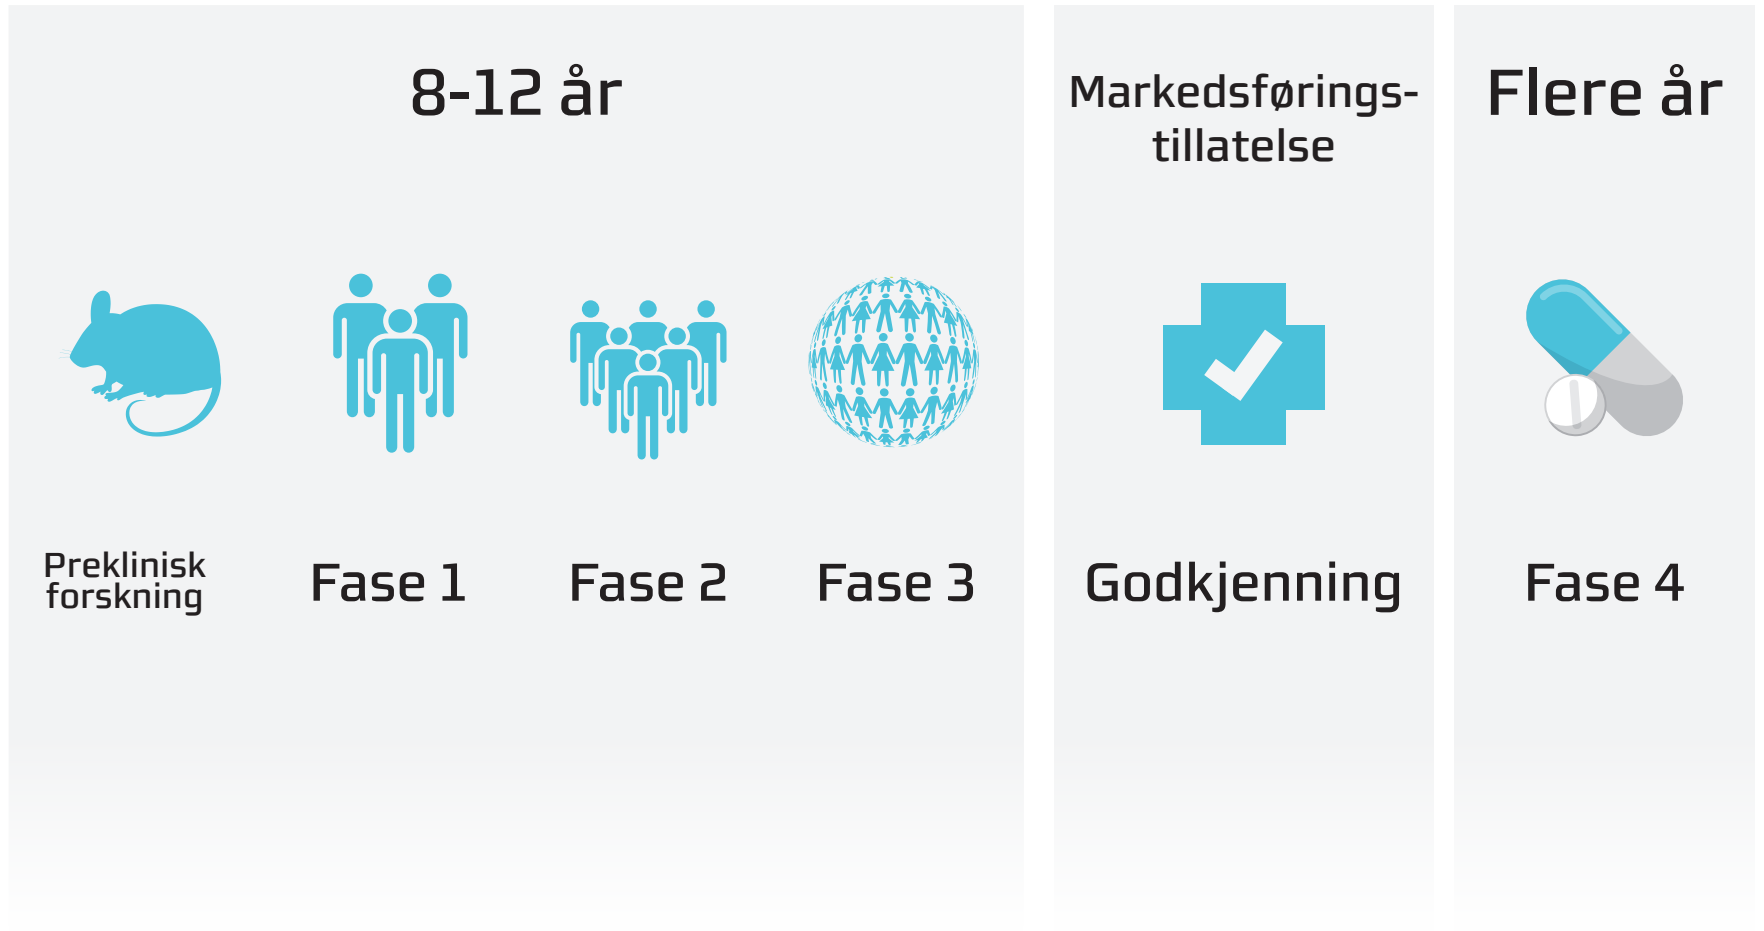 8-12 år
Markedsførings-
tillatelse
Flere år
Preklinisk
forskning
Fase 1
Fase 2
Fase 3
Godkjenning
Fase 4